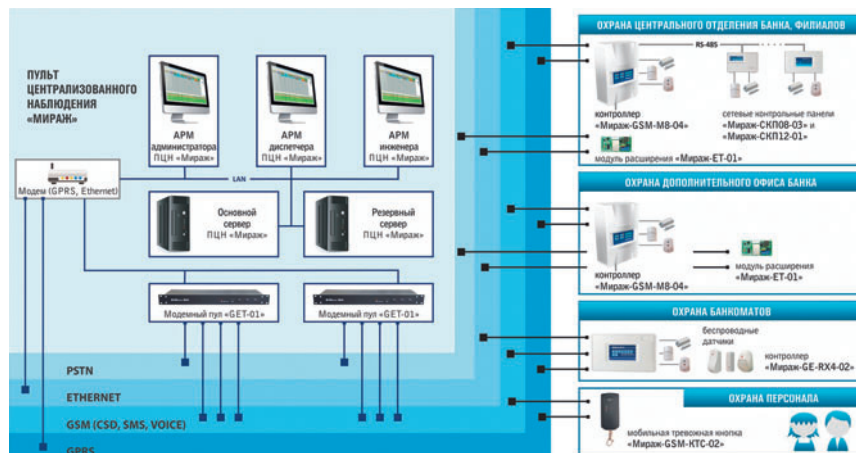 ПУЛЬТ
ЦЕНТРАЛИЗОВАННОГО
НАБЛЮДЕНИЯ
«МИРАЖ»
АРМ
администратора
ПЦН «Мираж»
АРМ
диспетчера
ПЦН «Мираж»
АРМ
инженера
ПЦН «Мираж»
LAN
Модем (GPRS, Ethernet)
Основной
сервер
ПЦН «Мираж»
Резервный
сервер
ПЦН «Мираж»
Модемный пул «GET-01»
Модемный пул «GET-01»
PSTN
ETHERNET
GSM (CSD, SMS, VOICE)
GPRS
ОХРАНА ЦЕНТРАЛЬНОГО ОТДЕЛЕНИЯ БАНКА, ФИЛИАЛОВ
RS-485
контроллер
«Мираж-GSM-M8-04»
сетевые контрольные панели
«Мираж-СКП08-03» и
«Мираж-СКП12-01»
модуль расширения «Мираж-ET-01»
ОХРАНА ДОПОЛНИТЕЛЬНОГО ОФИСА БАНКА
контроллер
«Мираж-GSM-M8-04»
модуль расширения
«Мираж-ET-01»
ОХРАНА БАНКОМАТОВ
беспроводные
датчики
контроллер
«Мираж-GE-RX4-02»
ОХРАНА ПЕРСОНАЛА
мобильная тревожная кнопка
«Мираж-GSM-КТС-02»